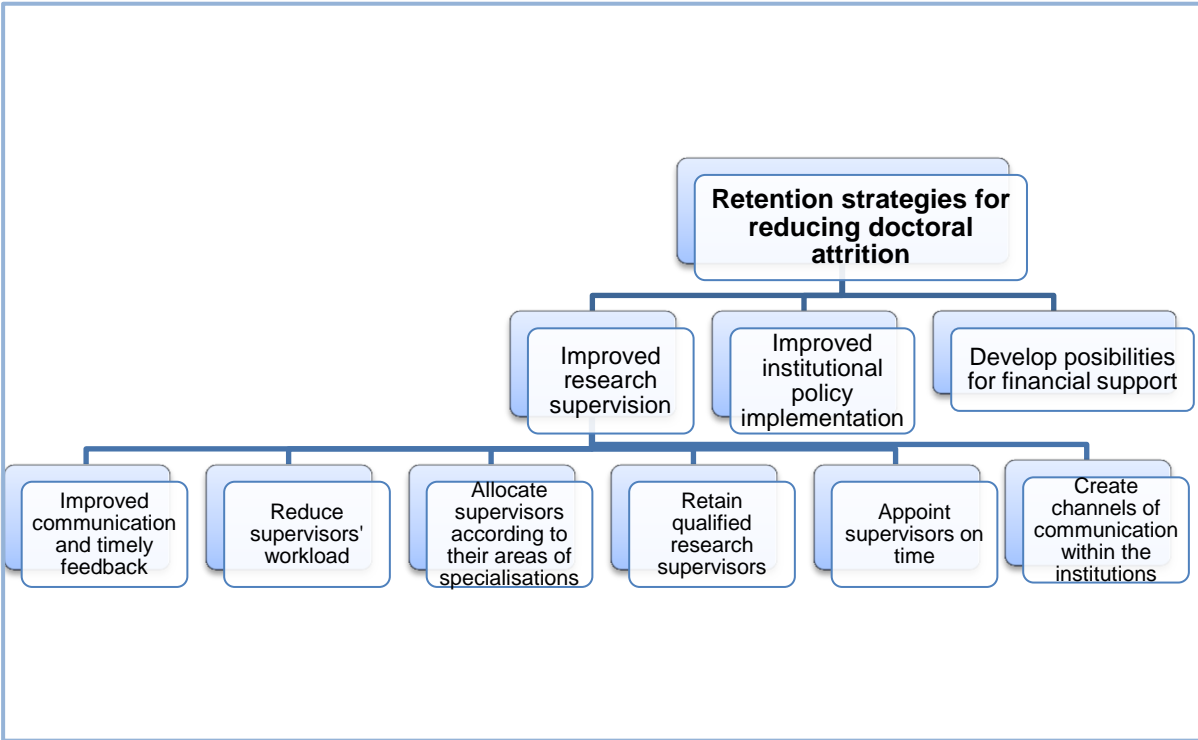 Retention strategies for
reducing doctoral
attrition
Improved
research
supervision
Improved
institutional
policy
implementation
Develop posibilities
for financial support
Improved
communication
and timely
feedback
Reduce
supervisors'
workload
Allocate
supervisors
according to
their areas of
specialisations
Retain
qualified
research
supervisors
Appoint
supervisors on
time
Create
channels of
communication
within the
institutions